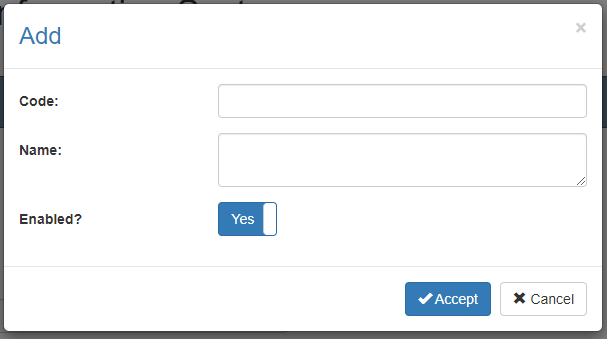 Add
×
Code:
Name:
Enabled?
Yes
Accept
Cancel